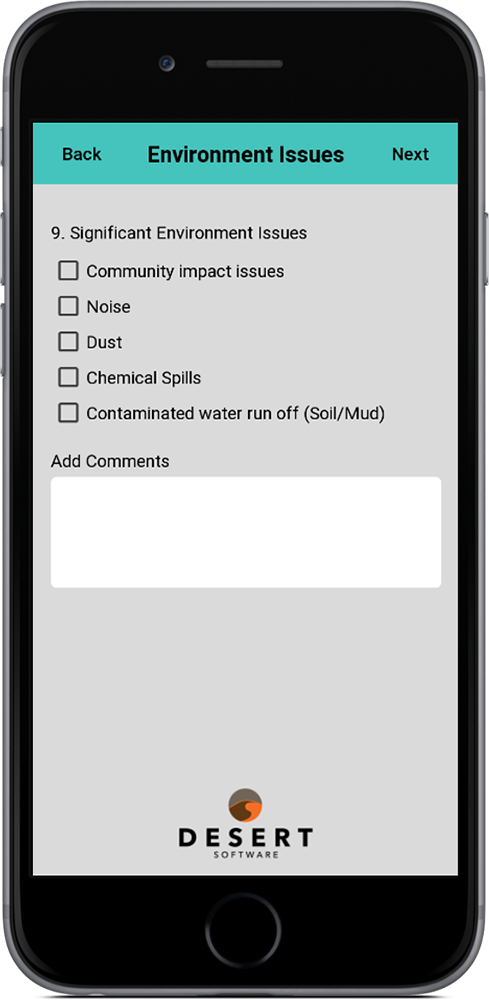 Back Environment Issues Next
9. Significant Environment Issues
Community impact issues
Noise
Dust
Chemical Spills
Contaminated water run off (Soil/Mud)
Add Comments
DESERT
SOFTWARE